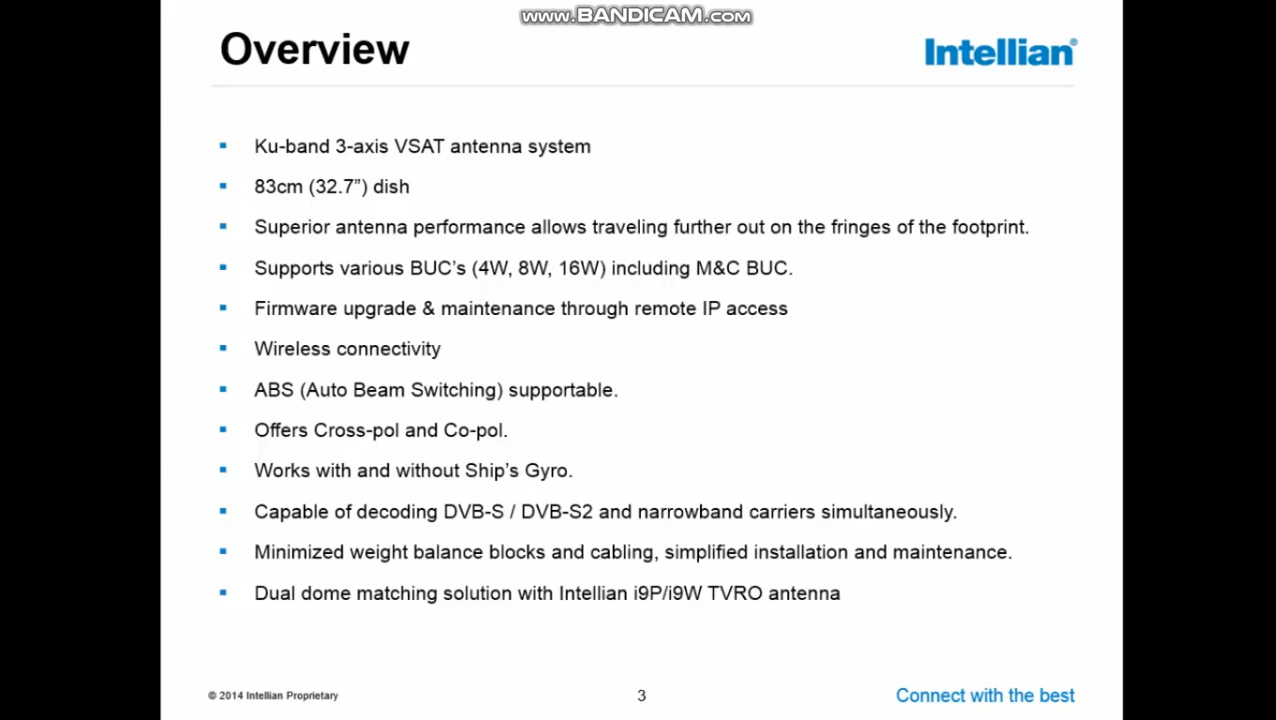 www.BANDICAM.com
Overview
Intellian®
Ku-band 3-axis VSAT antenna system
83cm (32.7”) dish
Superior antenna performance allows traveling further out on the fringes of the footprint.
Supports various BUC’s (4W, 8W, 16W) including M&C BUC.
Firmware upgrade & maintenance through remote IP access
Wireless connectivity
ABS (Auto Beam Switching) supportable.
Offers Cross-pol and Co-pol.
Works with and without Ship’s Gyro.
Capable of decoding DVB-S / DVB-S2 and narrowband carriers simultaneously.
Minimized weight balance blocks and cabling, simplified installation and maintenance.
Dual dome matching solution with Intellian i9P/i9W TVRO antenna
© 2014 Intellian Proprietary
3
Connect with the best